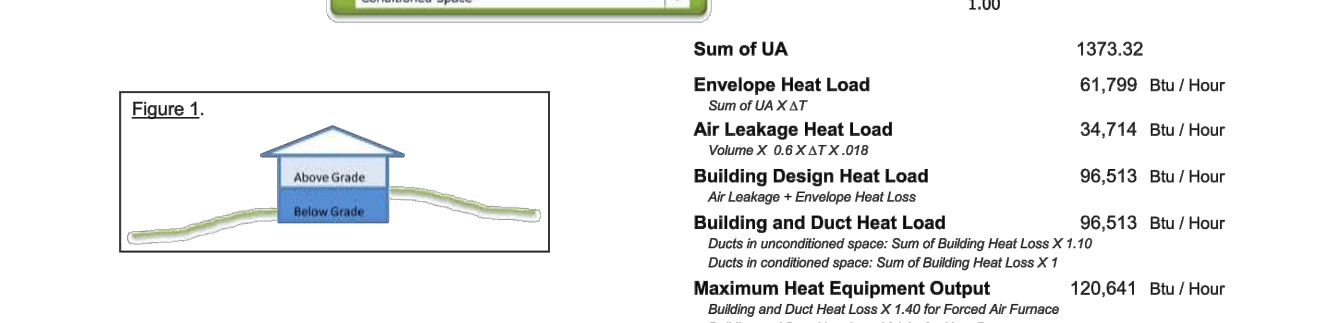 Conditioned Space
1.00
Sum of UA 1373.32
Envelope Heat Load 61,799 Btu / Hour
Sum of UA X ΔT
Figure 1.
Air Leakage Heat Load 34,714 Btu / Hour
Volume X 0.6 X ΔT X .018
Above Grade
Building Design Heat Load 96,513 Btu / Hour
Air Leakage + Envelope Heat Loss
Below Grade
Building and Duct Heat Load 96,513 Btu / Hour
Ducts in unconditioned space: Sum of Building Heat Loss X 1.10
Ducts in conditioned space: Sum of Building Heat Loss X 1
Maximum Heat Equipment Output 120,641 Btu / Hour
Building and Duct Heat Loss X 1.40 for Forced Air Furnace